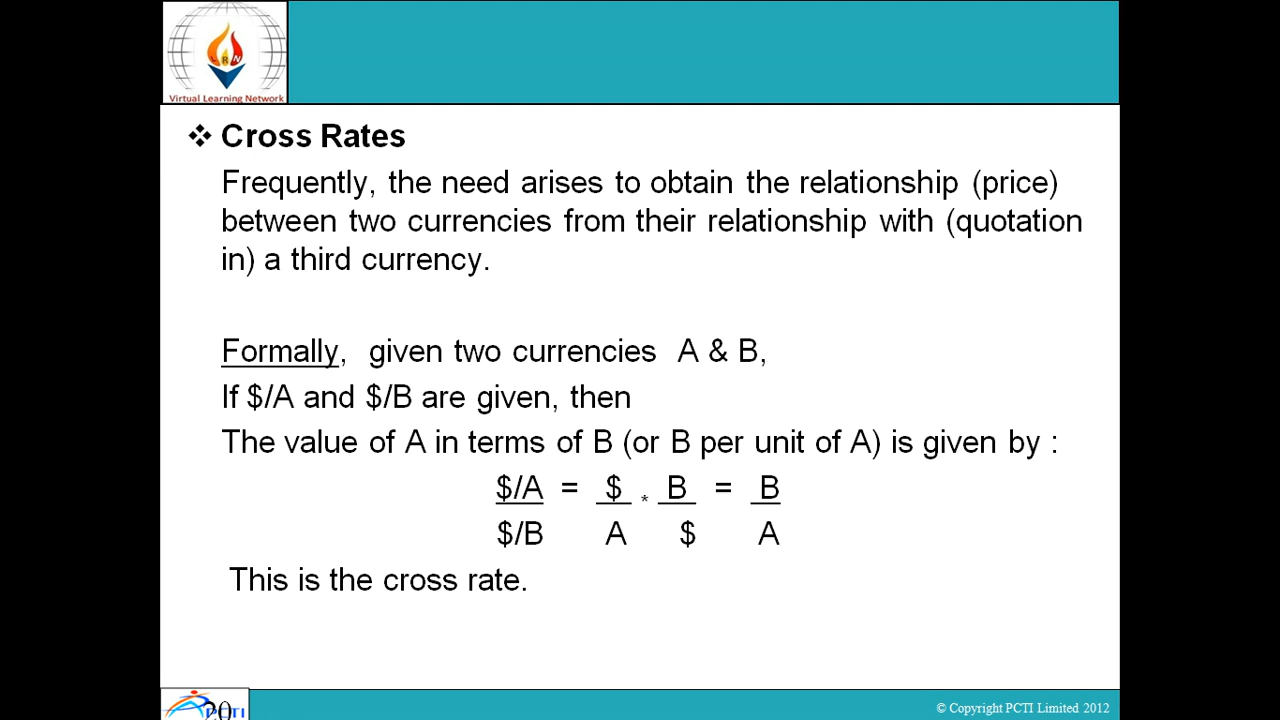 LRN
Virtual Learning Network
❖ Cross Rates
Frequently, the need arises to obtain the relationship (price)
between two currencies from their relationship with (quotation
in) a third currency.
Formally, given two currencies A & B,
If $/A and $/B are given, then
The value of A in terms of B (or B per unit of A) is given by :
$/A = $ * B = B
$/B A $ A
This is the cross rate.
20
PCTI
© Copyright PCTI Limited 2012